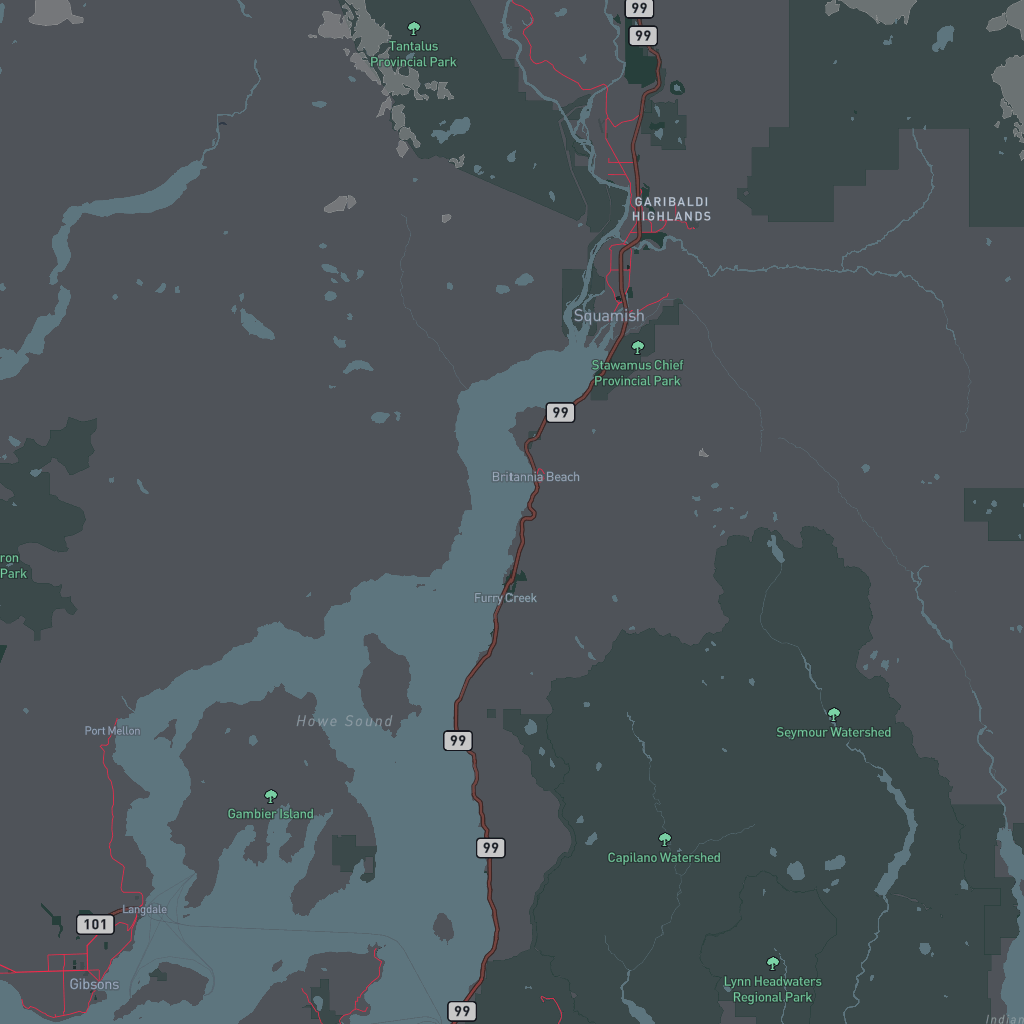 99
99
Tantalus
Provincial Park
GARIBALDI
HIGHLANDS
Squamish
Stawamus Chief
Provincial Park
99
Britannia Beach
ron
Park
Furry Creek
Howe Sound
Port Mellon
99
Seymour Watershed
Gambier Island
99
Capilano Watershed
Langdale
101
Gibsons
Lynn Headwaters
Regional Park
99
Indian